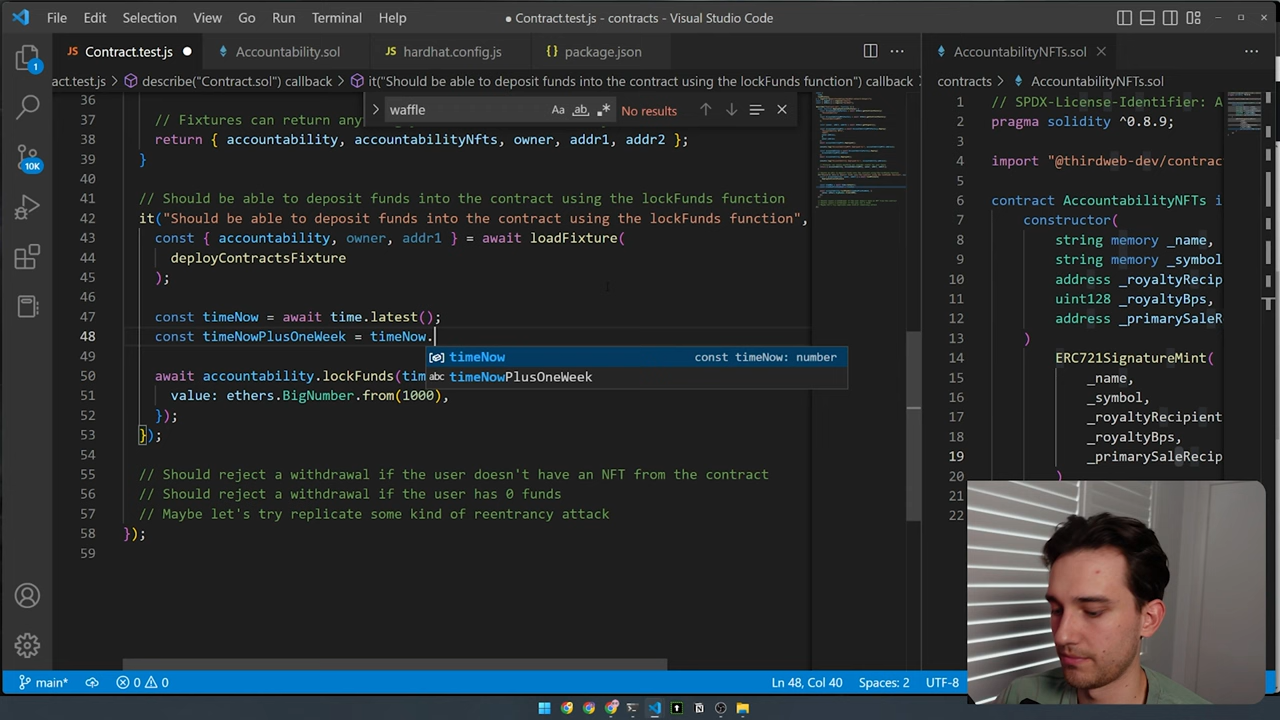 File Edit Selection View Go Run Terminal Help
● Contract.test.js - contracts - Visual Studio Code
JS Contract.test.js ●
Accountability.sol
JS hardhat.config.js
{} package.json
AccountabilityNFTs.sol
act.test.js > describe("Contract.sol") callback > it("Should be able to deposit funds into the contract using the lockFunds function") callback >
contracts > AccountabilityNFTs.sol
waffle
Aa ab .*
No results
36
37 // Fixtures can return any
38 return { accountability, accountabilityNfts, owner, addr1, addr2 };
39 }
40
41 // Should be able to deposit funds into the contract using the lockFunds function
42 it("Should be able to deposit funds into the contract using the lockFunds function",
43 const { accountability, owner, addr1 } = await loadFixture(
44 deployContractsFixture
45 );
46
47 const timeNow = await time.latest();
48 const timeNowPlusOneWeek = timeNow.
timeNow const timeNow: number
abc timeNowPlusOneWeek
49
50 await accountability.lockFunds(tim
51 value: ethers.BigNumber.from(1000),
52 });
53 });
54
55 // Should reject a withdrawal if the user doesn't have an NFT from the contract
56 // Should reject a withdrawal if the user has 0 funds
57 // Maybe let's try replicate some kind of reentrancy attack
58 });
59
1 // SPDX-License-Identifier: A
2 pragma solidity ^0.8.9;
3
4 import "@thirdweb-dev/contrac
5
6 contract AccountabilityNFTs i
7 constructor(
8 string memory _name,
9 string memory _symbol,
10 address _royaltyRecipien
11 uint128 _royaltyBps,
12 address _primarySaleR
13 )
14 ERC721SignatureMint(
15 _name,
16 _symbol,
17 _royaltyRecipient
18 _royaltyBps,
19 _primarySaleRecip
20 )
21
22
1
10K
main*
0 0
Ln 48, Col 40
Spaces: 2
UTF-8